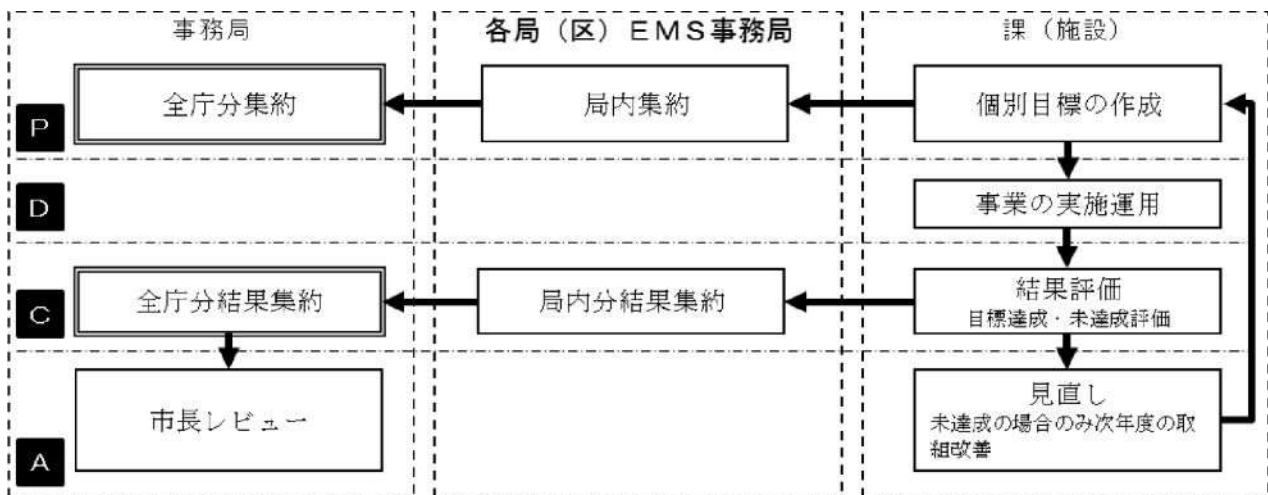 事務局
各局（区）ＥＭＳ事務局
課（施設）
P
全庁分集約
局内集約
個別目標の作成
D
事業の実施運用
C
全庁分結果集約
局内分結果集約
結果評価
目標達成・未達成評価
A
市長レビュー
見直し
未達成の場合のみ次年度の取
組改善